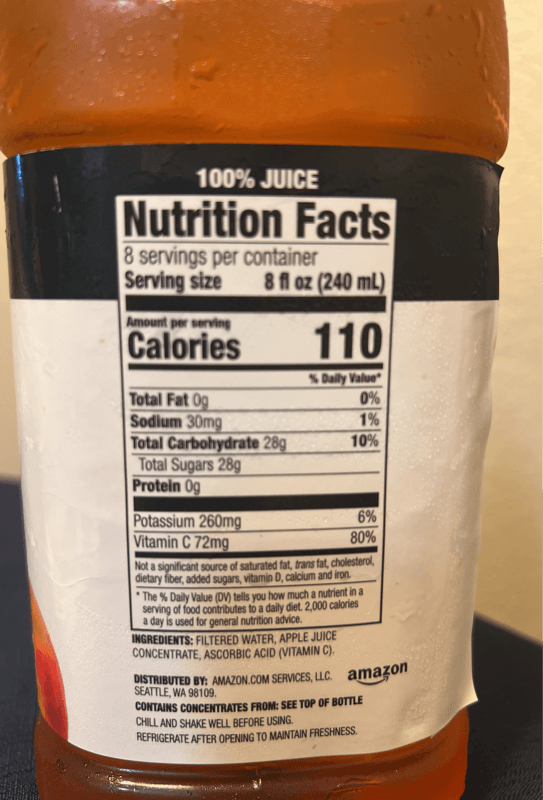 100% JUICE
Nutrition Facts
8 servings per container
Serving size 8 fl oz (240 mL)
Amount per serving
Calories 110
% Daily Value*
Total Fat 0g 0%
Sodium 30mg 1%
Total Carbohydrate 28g 10%
Total Sugars 28g
Protein 0g
Potassium 260mg 6%
Vitamin C 72mg 80%
Not a significant source of saturated fat, trans fat, cholesterol,
dietary fiber, added sugars, vitamin D, calcium and iron.
* The % Daily Value (DV) tells you how much a nutrient in a
serving of food contributes to a daily diet. 2,000 calories
a day is used for general nutrition advice.
INGREDIENTS: FILTERED WATER, APPLE JUICE
CONCENTRATE, ASCORBIC ACID (VITAMIN C).
DISTRIBUTED BY: AMAZON.COM SERVICES, LLC. amazon
SEATTLE, WA 98109.
CONTAINS CONCENTRATES FROM: SEE TOP OF BOTTLE
CHILL AND SHAKE WELL BEFORE USING.
REFRIGERATE AFTER OPENING TO MAINTAIN FRESHNESS.